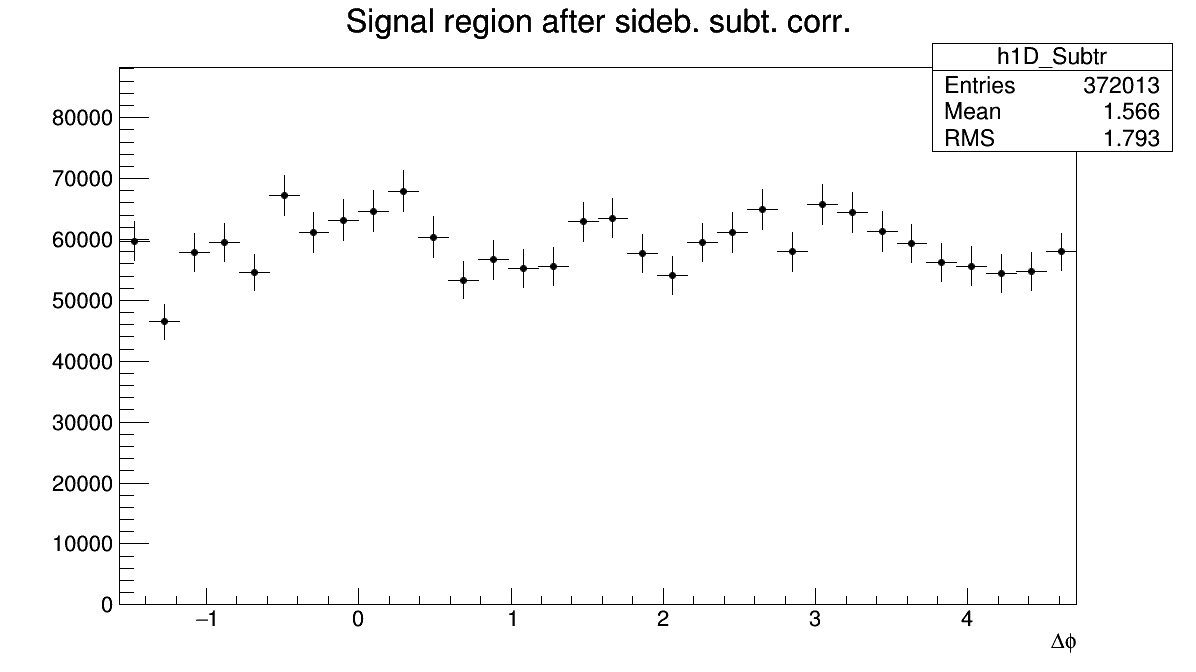 Signal region after sideb. subt. corr.
h1D_Subtr
Entries 372013
Mean 1.566
RMS 1.793
80000
70000
60000
50000
40000
30000
20000
10000
0
−1 0 1 2 3 4
Δϕ